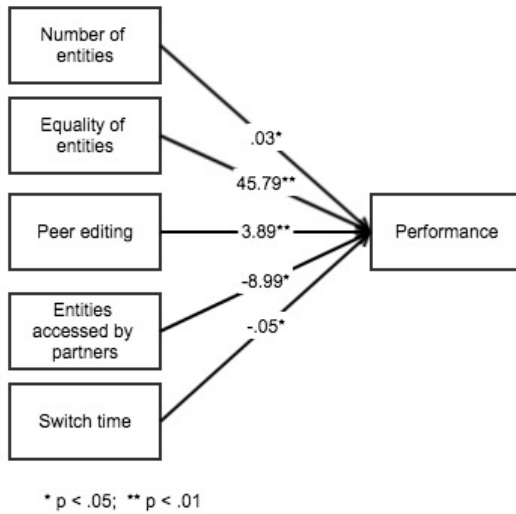 Number of
entities
Equality of
entities
Peer editing
Entities
accessed by
partners
Switch time
.03*
45.79**
3.89**
-8.99*
-.05*
Performance
* p < .05; ** p < .01